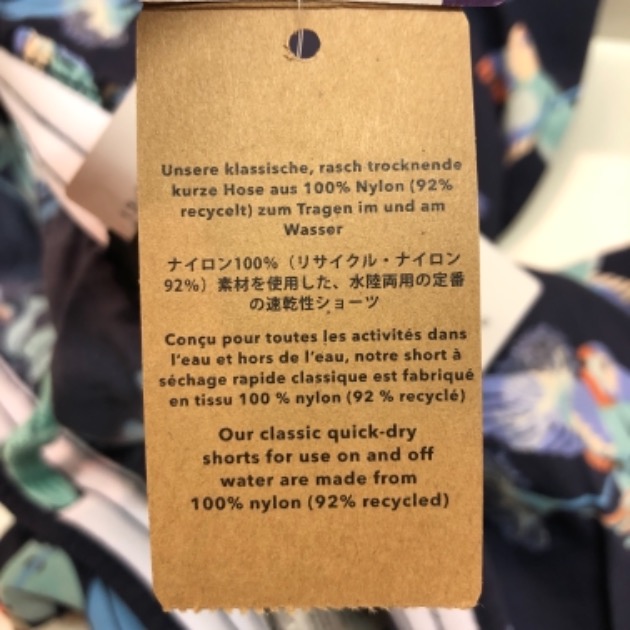 Unsere klassische, rasch trocknende
kurze Hose aus 100% Nylon (92%
recycelt) zum Tragen im und am
Wasser
ナイロン100%（リサイクル・ナイロン
92%）素材を使用した、水陸両用の定番
の速乾性ショーツ
Conçu pour toutes les activités dans
l'eau et hors de l'eau, notre short à
séchage rapide classique est fabriqué
en tissu 100 % nylon (92 % recyclé)
Our classic quick-dry
shorts for use on and off
water are made from
100% nylon (92% recycled)